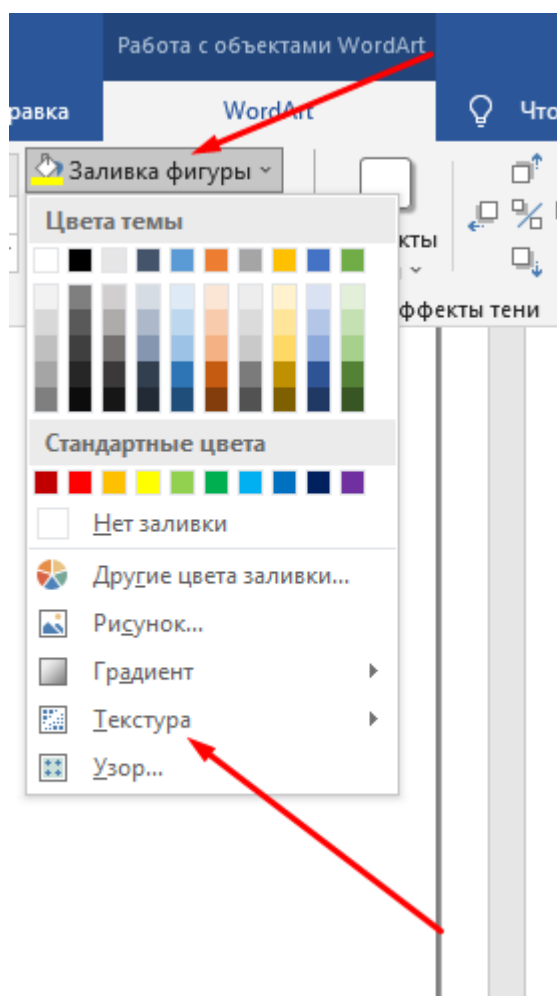 Работа с объектами WordArt
равка WordArt Что
Заливка фигуры
Цвета темы
кты
ффекты тени
Стандартные цвета
Нет заливки
Другие цвета заливки...
Рисунок...
Градиент
Текстура
Узор...